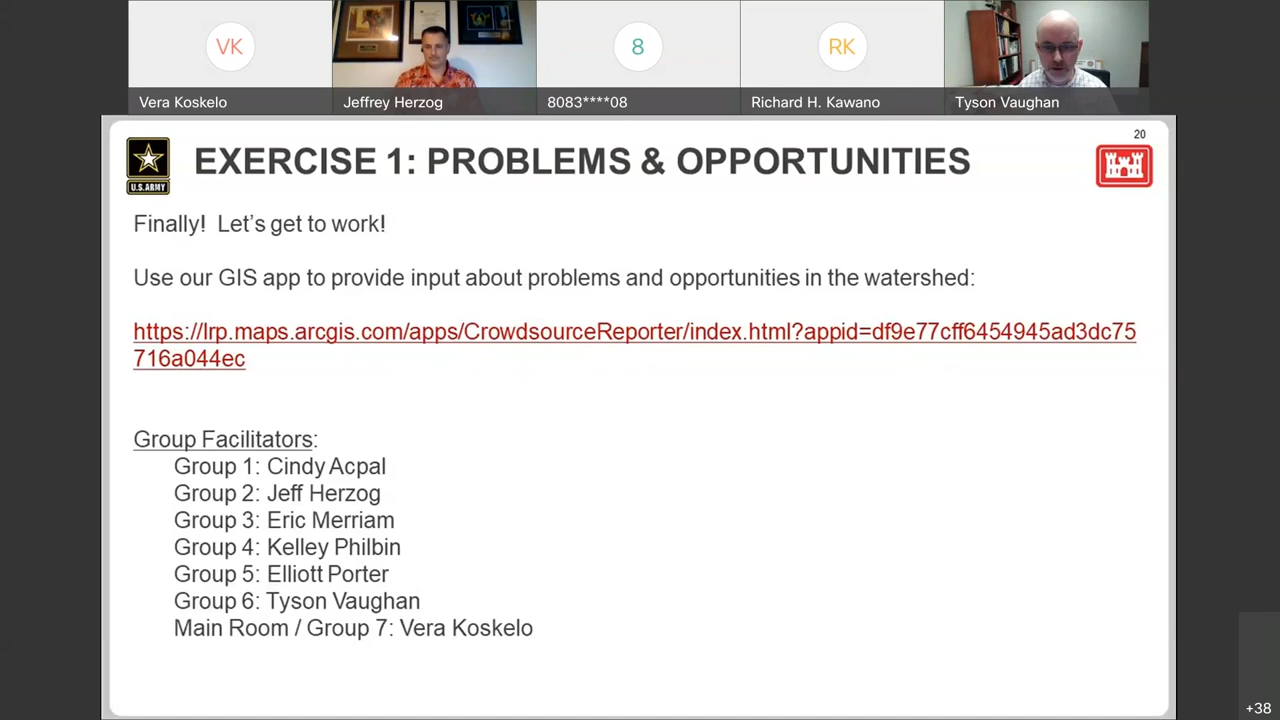 VK
8
RK
Vera Koskelo
Jeffrey Herzog
8083****08
Richard H. Kawano
Tyson Vaughan
20
U.S. ARMY
EXERCISE 1: PROBLEMS & OPPORTUNITIES
Finally!  Let's get to work!
Use our GIS app to provide input about problems and opportunities in the watershed:
https://lrp.maps.arcgis.com/apps/CrowdsourceReporter/index.html?appid=df9e77cff6454945ad3dc75
716a044ec
Group Facilitators:
Group 1: Cindy Acpal
Group 2: Jeff Herzog
Group 3: Eric Merriam
Group 4: Kelley Philbin
Group 5: Elliott Porter
Group 6: Tyson Vaughan
Main Room / Group 7: Vera Koskelo
+38